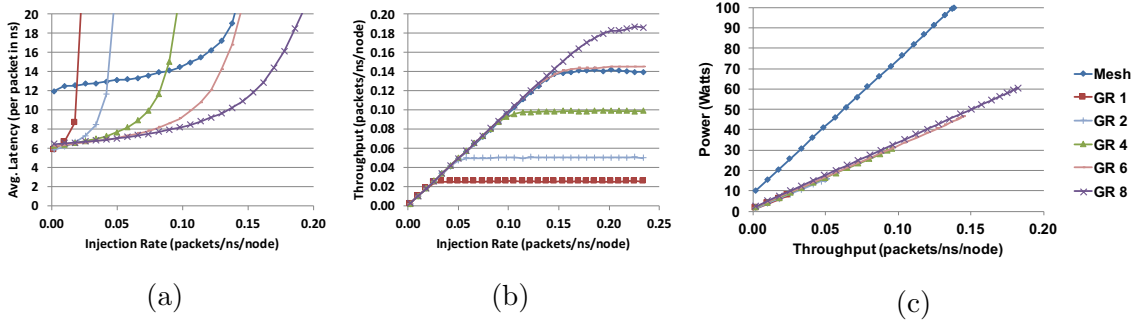 20
18
16
14
12
10
8
6
4
2
0
Avg. Latency (per packet in ns)
0.00 0.05 0.10 0.15 0.20
Injection Rate (packets/ns/node)
(a)
0.20
0.18
0.16
0.14
0.12
0.10
0.08
0.06
0.04
0.02
0.00
Throughput (packets/ns/node)
0.00 0.05 0.10 0.15 0.20 0.25
Injection Rate (packets/ns/node)
(b)
100
90
80
70
60
50
40
30
20
10
0
Power (Watts)
0.00 0.05 0.10 0.15 0.20
Throughput (packets/ns/node)
(c)
Mesh
GR 1
GR 2
GR 4
GR 6
GR 8